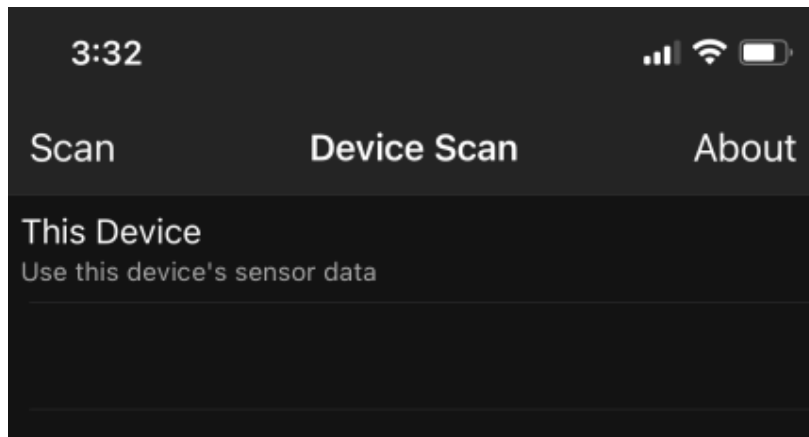 3:32
Scan Device Scan About
This Device
Use this device's sensor data